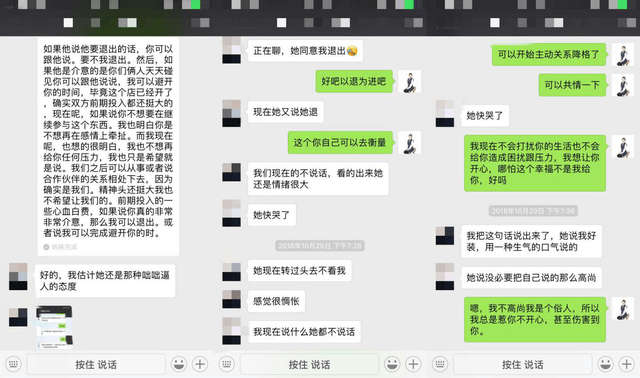 如果他说他要退出的话，你可以
跟他说。要不我退出。然后，如
果他是介意的是你们俩人天天碰
见你可以跟他说说，我可以避开
你的时间，毕竟这个店已经开了
，确实双方前期投入都还挺大的
，现在呢，如果说你不想要在继
续参与这个东西。我也明白你是
不想再在感情上牵扯。而我现在
呢，也想的很明白，我也不想再
给你任何压力，我也只是希望就
是说。我们之后可以从事或者说
合作伙伴的关系相处下去，因为
确实是我们。精神头还挺大我也
不希望让我们的。前期投入的一
些心血白费，如果说你真的非常
非常介意，那么我可以退出。或
者说我可以完成避开你的时。
转换完成
好的，我估计她还是那种咄咄逼
人的态度
按住 说话
正在聊，她同意我退出
好吧以退为进吧
现在她又说她退
这个你自己可以去衡量
我们现在的不说话，看的出来她
还是情绪很大
她快哭了
2018年10月29日 下午7:26
她现在转过头去不看我
感觉很惆怅
我现在说什么她都不说话
按住 说话
可以开始主动关系降格了
可以共情一下
她快哭了
我现在不会打扰你的生活也不会
给你造成困扰跟压力，我想让你
开心，哪怕这个幸福不是我给
你，好吗
2018年10月29日 下午7:36
我把这句话说出来了，她说我好
装，用一种生气的口气说的
她说没必要把自己说的那么高尚
嗯，我不高尚我是个俗人，所以
我总是惹你不开心，甚至伤害到
你。
按住 说话